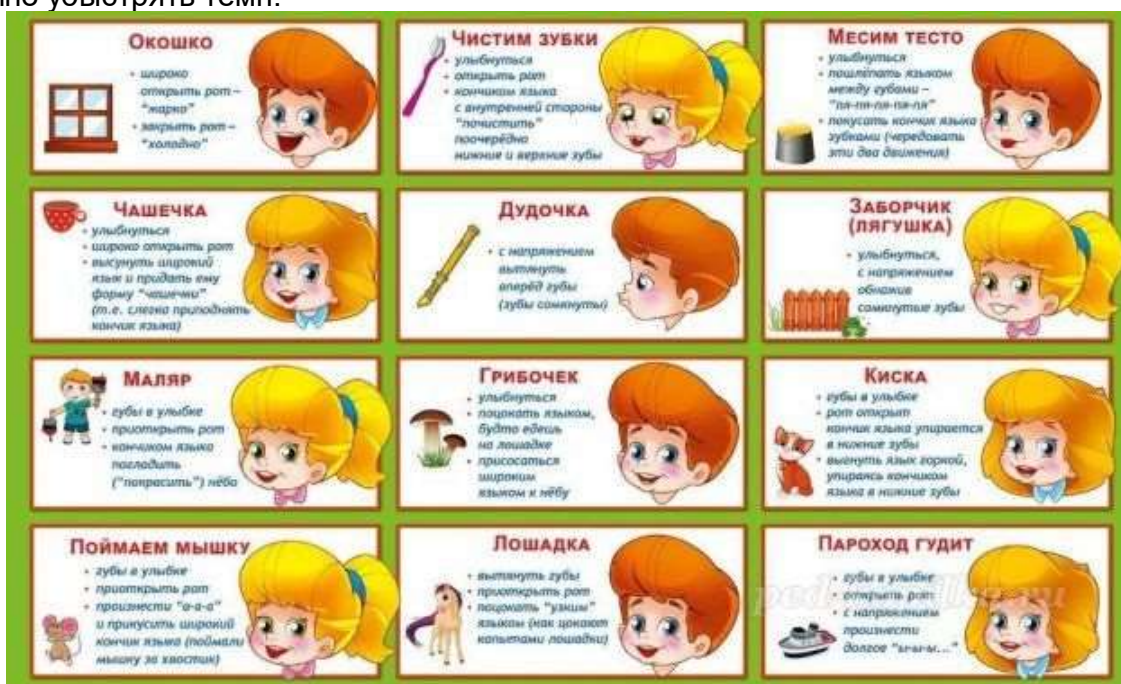 убыстрять темп.
Окошко
• широко
открыть рот –
"жарко"
• закрыть рот –
"холодно"
Чистим зубки
• улыбнуться
• открыть рот
• кончиком языка
с внутренней стороны
"почистить"
поочерёдно
нижние и верхние зубы
Месим тесто
• улыбнуться
• пошлёпать языком
между губами –
"пя-пя-пя-пя-пя"
• покусать кончик языка
зубками (чередовать
эти два движения)
Чашечка
• улыбнуться
• широко открыть рот
• высунуть широкий
язык и придать ему
форму "чашечки"
(т.е. слегка приподнять
кончик языка)
Дудочка
• с напряжением
вытянуть
вперёд губы
(зубы сомкнуты)
Заборчик
(лягушка)
• улыбнуться,
с напряжением
обнажив
сомкнутые зубы
Маляр
• губы в улыбке
• приоткрыть рот
• кончиком языка
погладить
("покрасить") нёбо
Грибочек
• улыбнуться
• поцокать языком,
будто едешь
на лошадке
• присосаться
широким
языком к нёбу
Киска
• губы в улыбке
• рот открыт
кончик языка упирается
в нижние зубы
• выгнуть язык горкой,
упираясь кончиком
языка в нижние зубы
Поймаем мышку
• губы в улыбке
• приоткрыть рот
• произнести "а-а-а"
и прикусить широкий
кончик языка (поймали
мышку за хвостик)
Лошадка
• вытянуть губы
• приоткрыть рот
• поцокать "узким"
языком (как цокают
копытами лошадки)
Пароход гудит
• губы в улыбке
• открыть рот
• с напряжением
произнести
долгое "ы-ы-ы..."